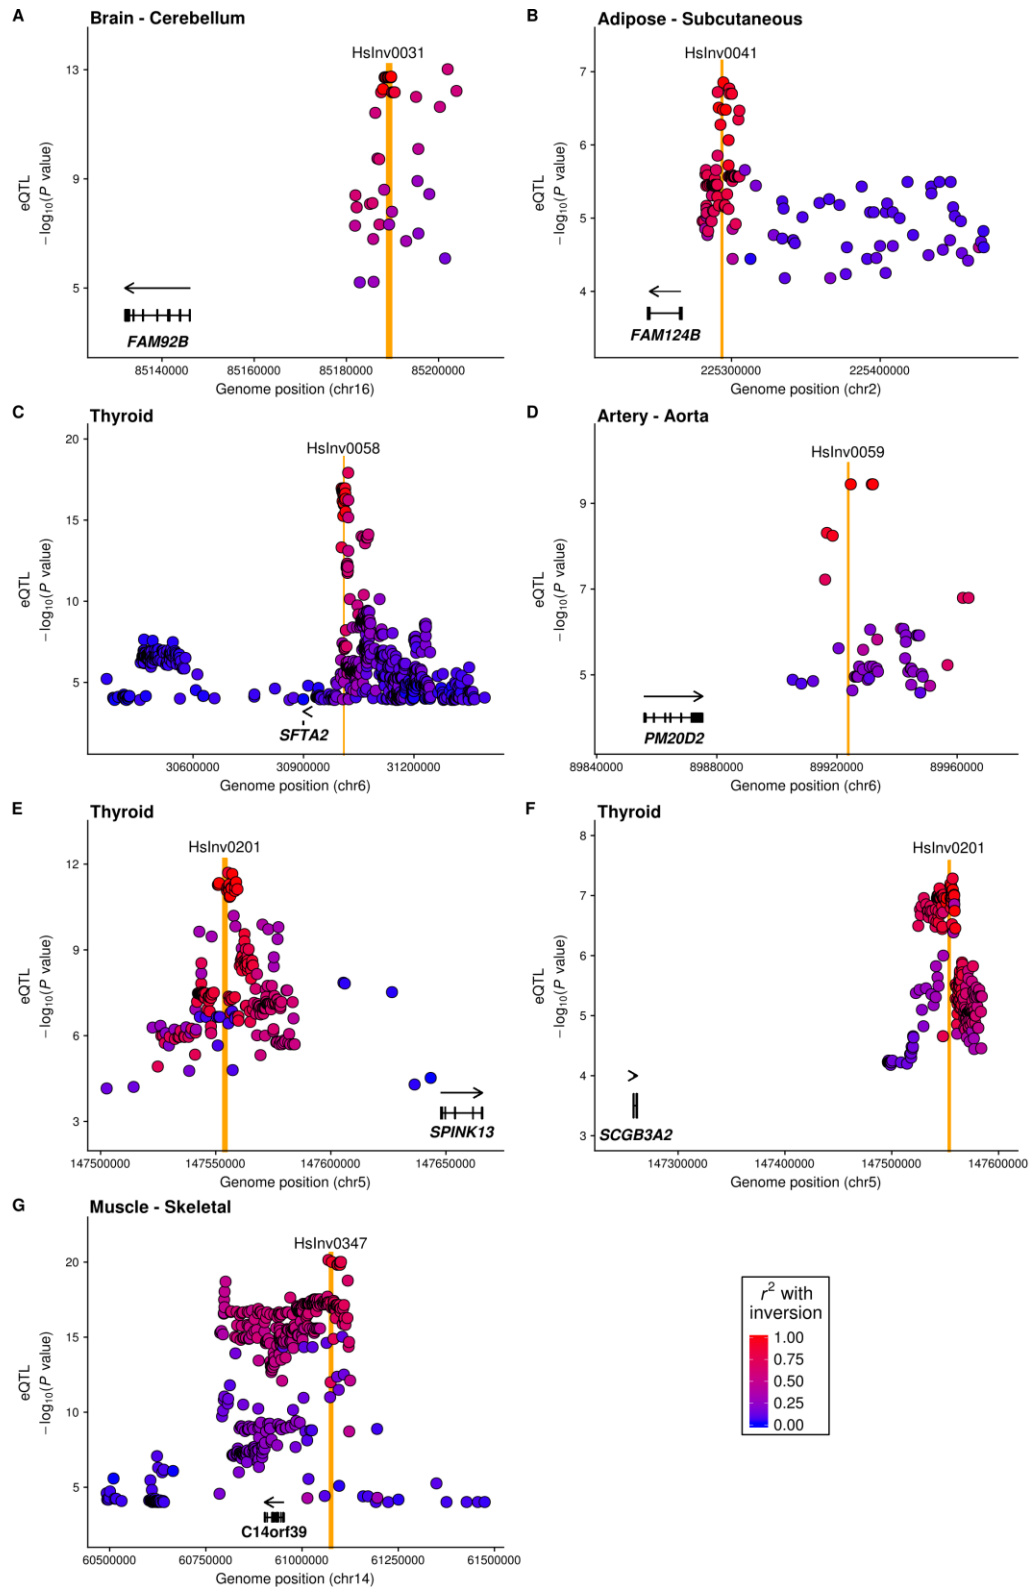 A
Brain - Cerebellum
HsInv0031
13
9
5
eQTL
−log10(P value)
FAM92B
85140000 85160000 85180000 85200000
Genome position (chr16)
B
Adipose - Subcutaneous
HsInv0041
7
6
5
4
eQTL
−log10(P value)
FAM124B
225300000 225400000
Genome position (chr2)
C
Thyroid
HsInv0058
20
15
10
5
eQTL
−log10(P value)
SFTA2
30600000 30900000 31200000
Genome position (chr6)
D
Artery - Aorta
HsInv0059
9
7
5
eQTL
−log10(P value)
PM20D2
89840000 89880000 89920000 89960000
Genome position (chr6)
E
Thyroid
HsInv0201
12
9
6
3
eQTL
−log10(P value)
SPINK13
147500000 147550000 147600000 147650000
Genome position (chr5)
F
Thyroid
HsInv0201
8
7
6
5
4
3
eQTL
−log10(P value)
SCGB3A2
147300000 147400000 147500000 147600000
Genome position (chr5)
G
Muscle - Skeletal
HsInv0347
20
15
10
5
eQTL
−log10(P value)
C14orf39
60500000 60750000 61000000 61250000 61500000
Genome position (chr14)
r² with
inversion
1.00
0.75
0.50
0.25
0.00